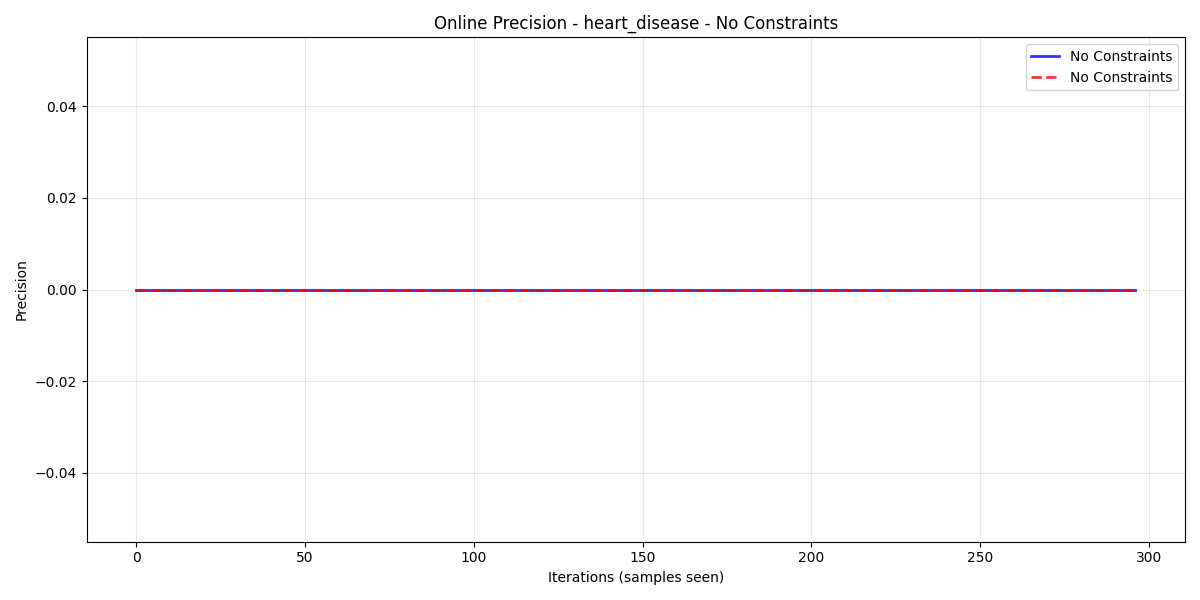 Online Precision - heart_disease - No Constraints
No Constraints
No Constraints
0.04
0.02
0.00
−0.02
−0.04
Precision
0 50 100 150 200 250 300
Iterations (samples seen)